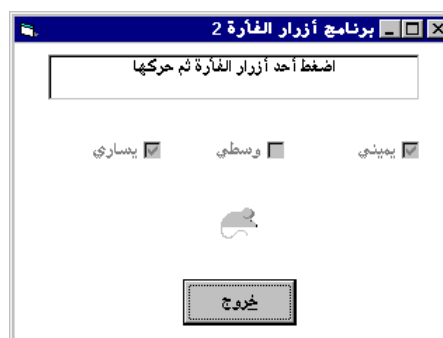 برنامج أزرار الفأرة 2
اضغط أحد أزرار الفأرة ثم حركها
يميني وسطي يساري
خروج